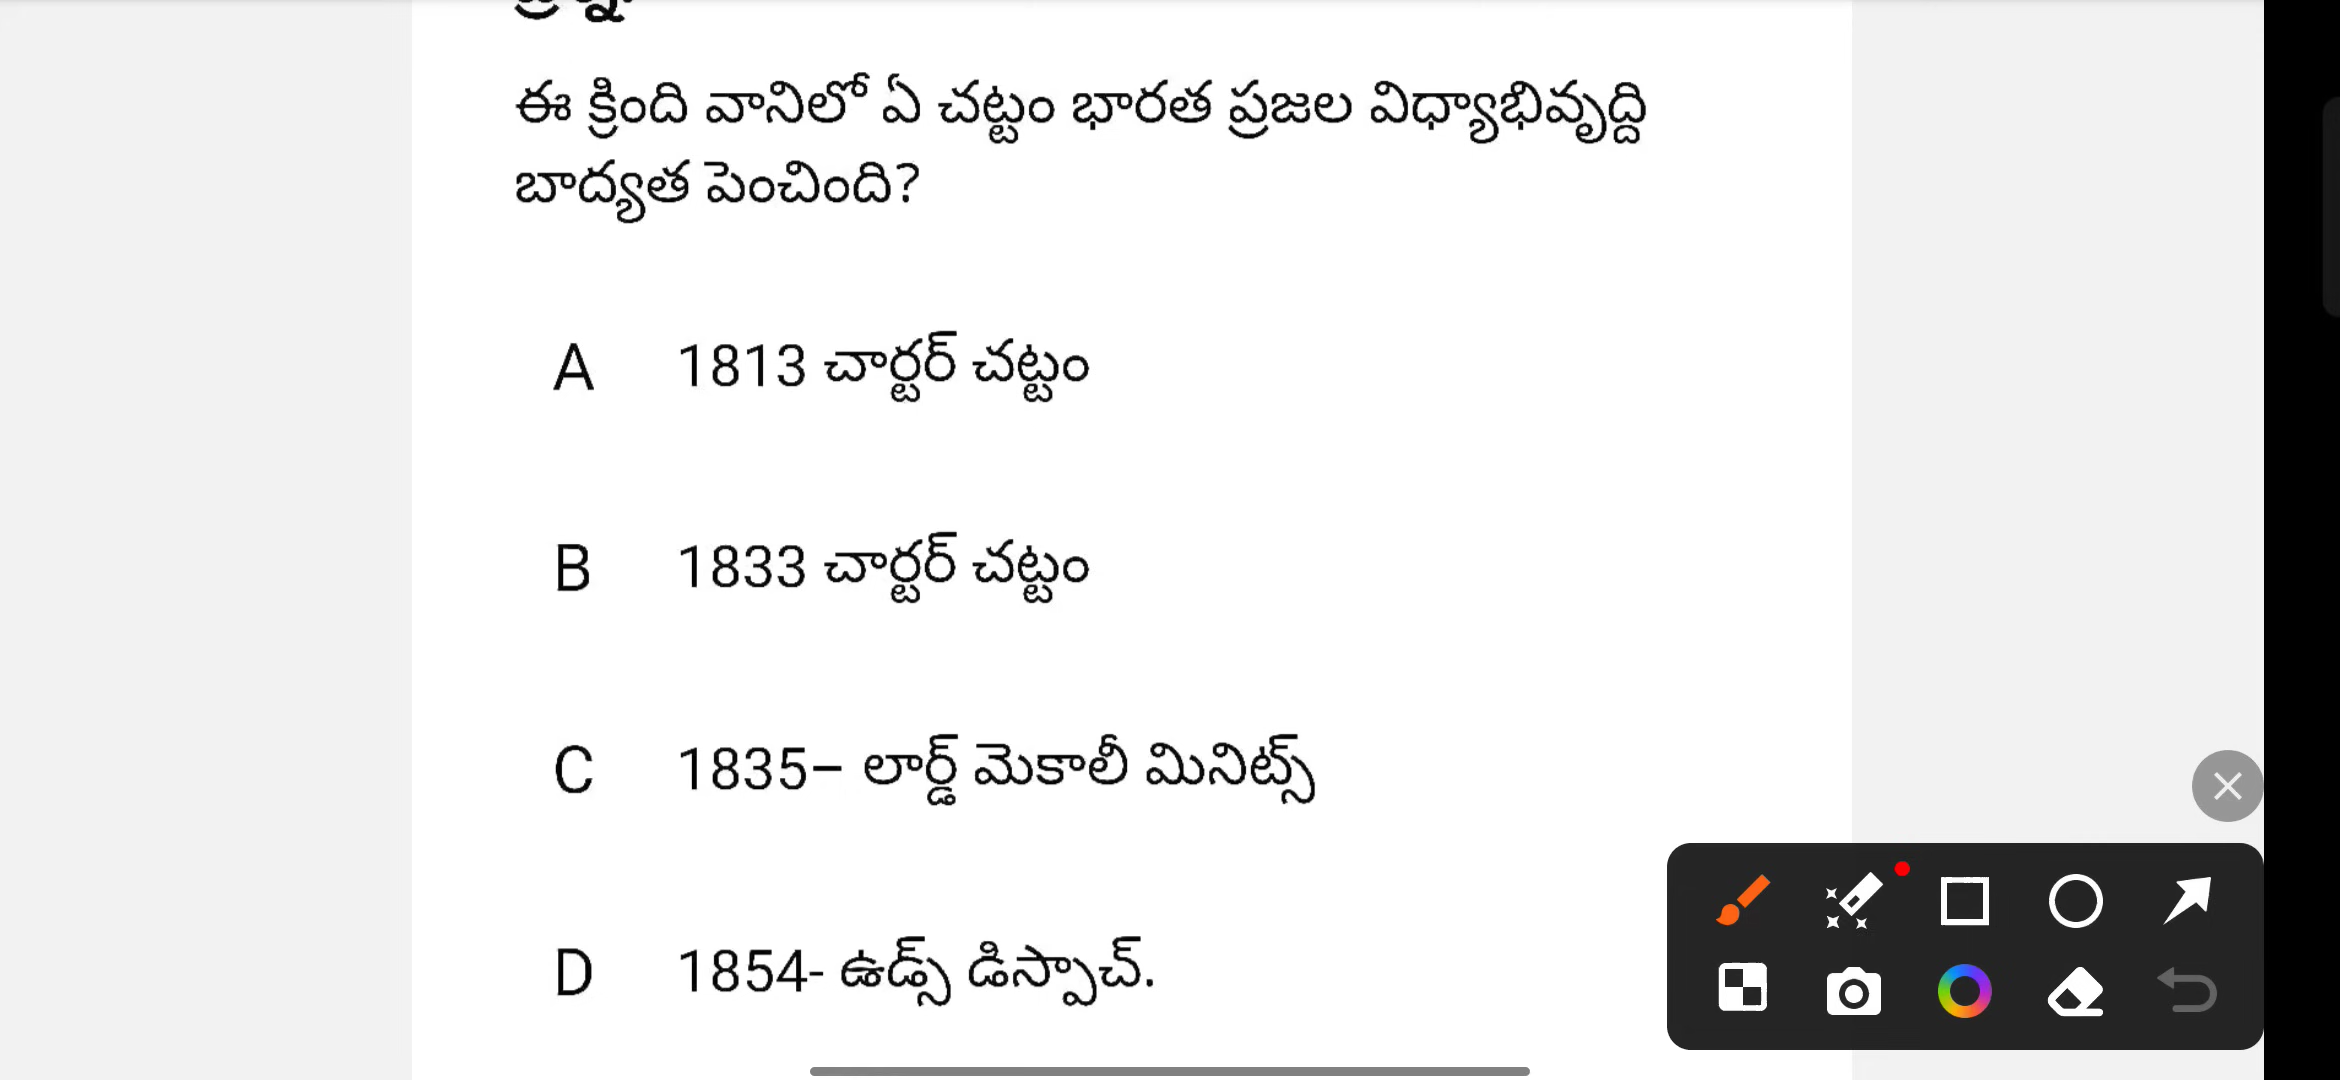 ఈ క్రింది వానిలో ఏ చట్టం భారత ప్రజల విధ్యాభివృద్ది
బాద్యత పెంచింది?
A 1813 చార్టర్ చట్టం
B 1833 చార్టర్ చట్టం
C 1835– లార్డ్ మెకాలీ మినిట్స్
D 1854- ఉడ్స్ డిస్పాచ్.